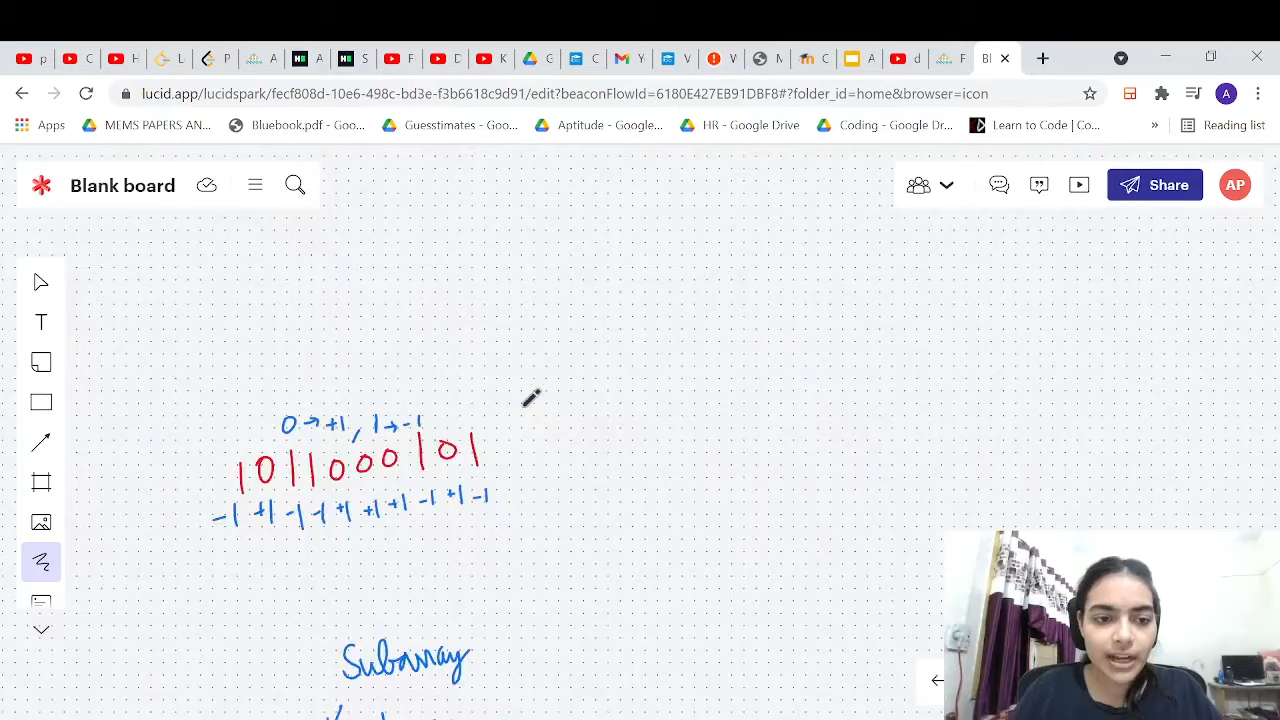 p
C
H
L
P
A
A
S
F
D
K
G
C
Y
V
W
M
C
A
d
F
Bl
lucid.app/lucidspark/fecf808d-10e6-498c-bd3e-f3b6618c9d91/edit?beaconFlowId=6180E427EB91DBF8#?folder_id=home&browser=icon
A
Apps
MEMS PAPERS AN...
Bluebook.pdf - Goo...
Guesstimates - Goo...
Aptitude - Google...
HR - Google Drive
Coding - Google Dr...
Learn to Code | Co...
»
Reading list
Blank board
Share
AP
T
0 → +1, 1 → -1
1 0 1 1 0 0 0 1 0 1
-1 +1 -1 -1 +1 +1 +1 -1 +1 -1
Subarray